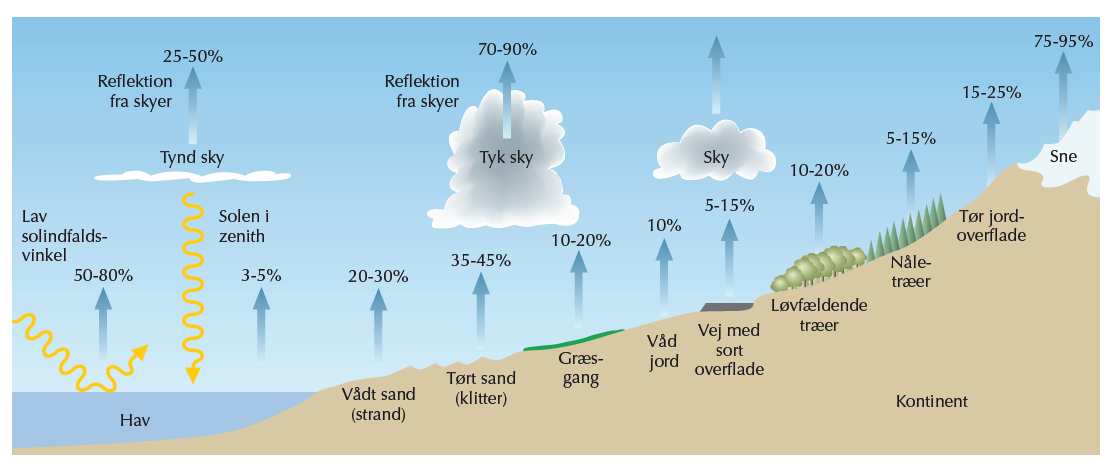 25-50%
Reflektion
fra skyer
Tynd sky
70-90%
Reflektion
fra skyer
Tyk sky
Sky
75-95%
Sne
15-25%
5-15%
10-20%
5-15%
10%
10-20%
35-45%
20-30%
3-5%
50-80%
Lav
solindfalds-
vinkel
Solen i
zenith
Hav
Vådt sand
(strand)
Tørt sand
(klitter)
Græs-
gang
Våd
jord
Vej med
sort
overflade
Løvfældende
træer
Nåle-
træer
Tør jord-
overflade
Kontinent